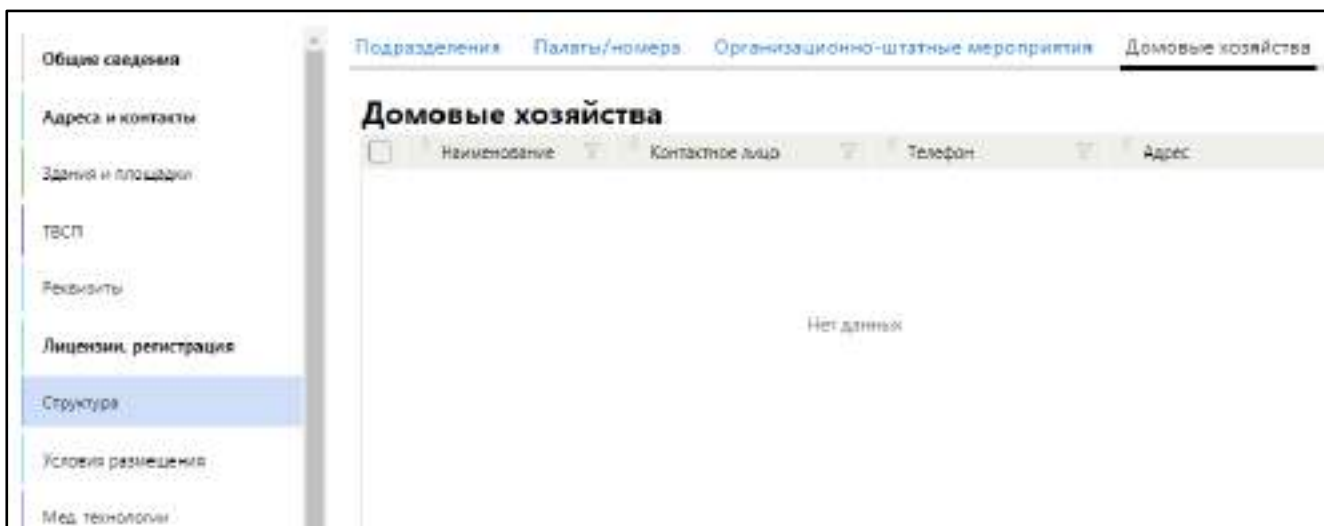 Подразделения Палаты/номера Организационно-штатные мероприятия Домовые хозяйства
Общие сведения
Адреса и контакты
Здания и площадки
ТВСП
Реквизиты
Лицензии, регистрация
Структура
Условия размещения
Мед. технологии
Домовые хозяйства
Наименование Контактное лицо Телефон Адрес
Нет данных